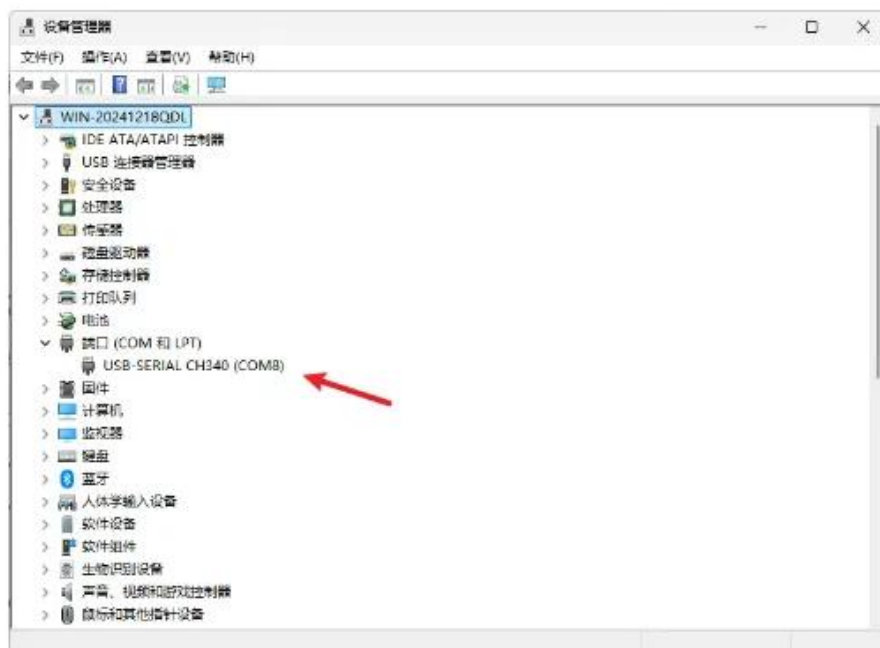 设备管理器
文件(F) 操作(A) 查看(V) 帮助(H)
WIN-20241218QDL
IDE ATA/ATAPI 控制器
USB 连接器管理器
安全设备
处理器
传感器
磁盘驱动器
存储控制器
打印队列
电池
端口 (COM 和 LPT)
USB-SERIAL CH340 (COM8)
固件
计算机
监视器
键盘
蓝牙
人体学输入设备
软件设备
软件组件
生物识别设备
声音、视频和游戏控制器
鼠标和其他指针设备